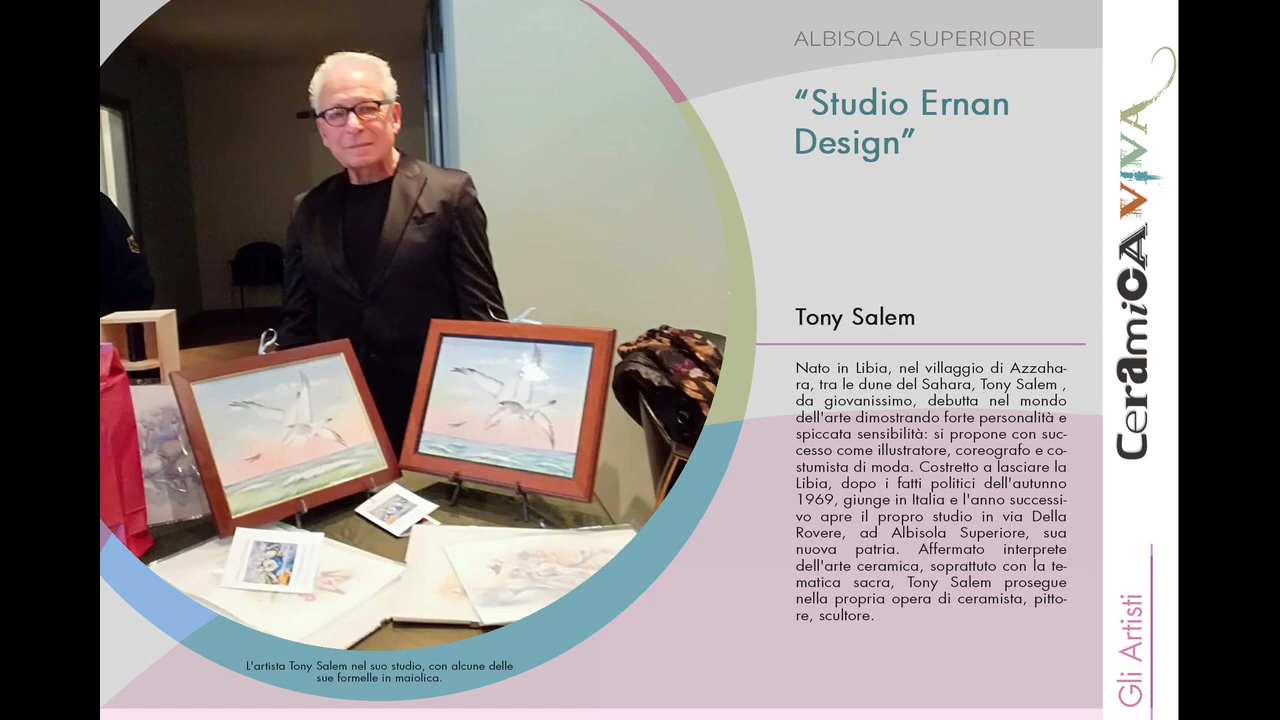 ALBISOLA SUPERIORE
“Studio Ernan
Design”
Tony Salem
Nato in Libia, nel villaggio di Azzaha-
ra, tra le dune del Sahara, Tony Salem ,
da giovanissimo, debutta nel mondo
dell'arte dimostrando forte personalità e
spiccata sensibilità: si propone con suc-
cesso come illustratore, coreografo e co-
stumista di moda. Costretto a lasciare la
Libia, dopo i fatti politici dell'autunno
1969, giunge in Italia e l'anno successi-
vo apre il propro studio in via Della
Rovere, ad Albisola Superiore, sua
nuova patria. Affermato interprete
dell'arte ceramica, soprattuto con la te-
matica sacra, Tony Salem prosegue
nella propria opera di ceramista, pitto-
re, scultore.
L'artista Tony Salem nel suo studio, con alcune delle
sue formelle in maiolica.
CerAmiCA VIVA
Gli Artisti